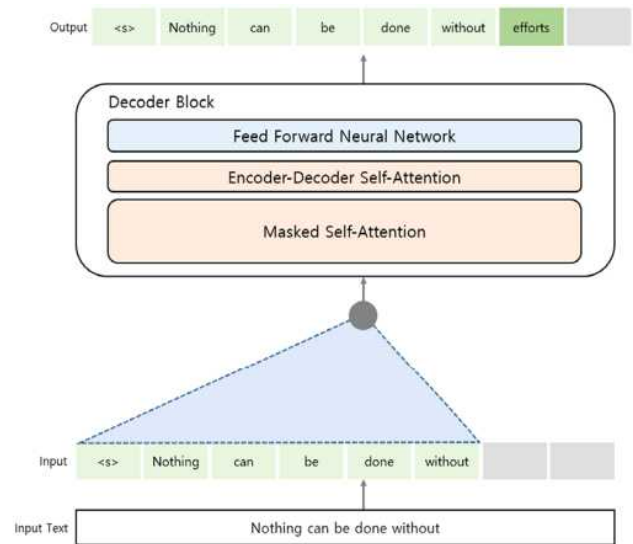 Output <s> Nothing can be done without efforts
Decoder Block
Feed Forward Neural Network
Encoder-Decoder Self-Attention
Masked Self-Attention
Input <s> Nothing can be done without
Input Text Nothing can be done without